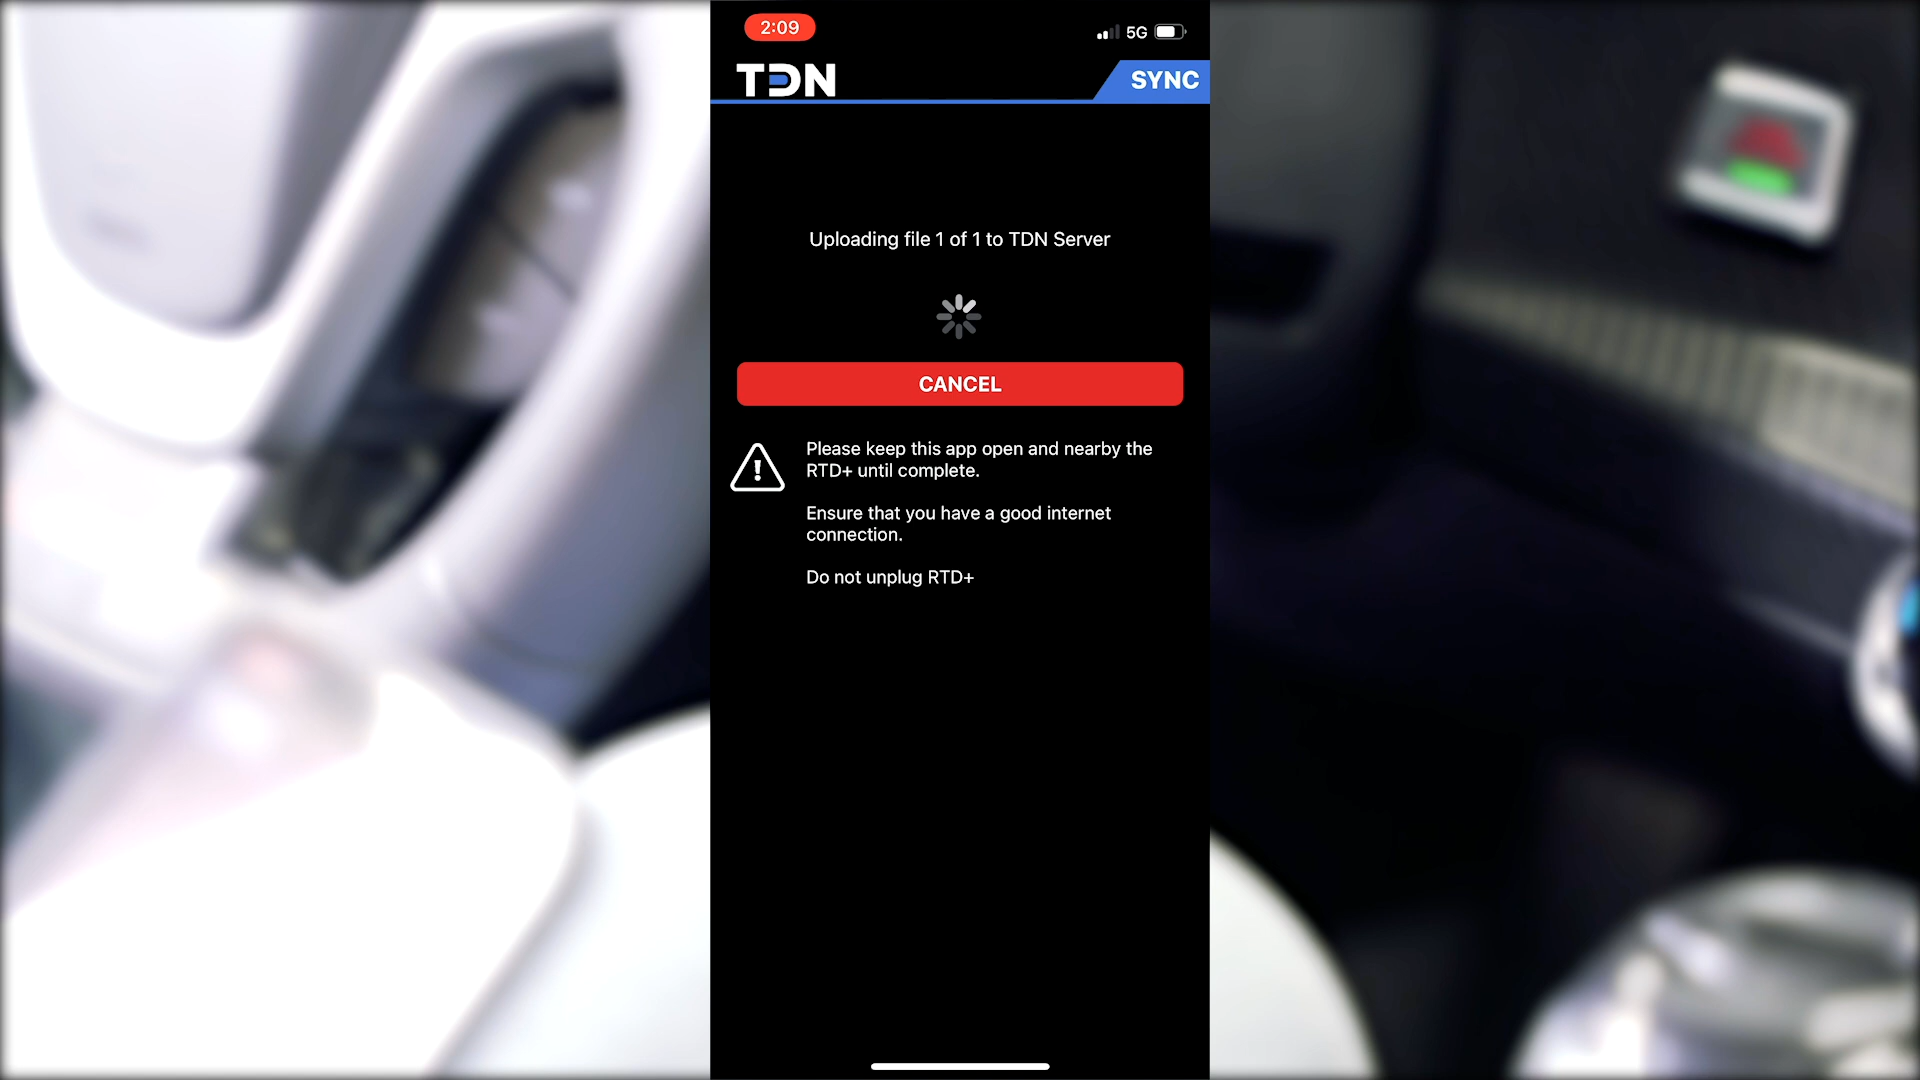 2:09
5G
TDN
SYNC
Uploading file 1 of 1 to TDN Server
CANCEL
Please keep this app open and nearby the
RTD+ until complete.
Ensure that you have a good internet
connection.
Do not unplug RTD+